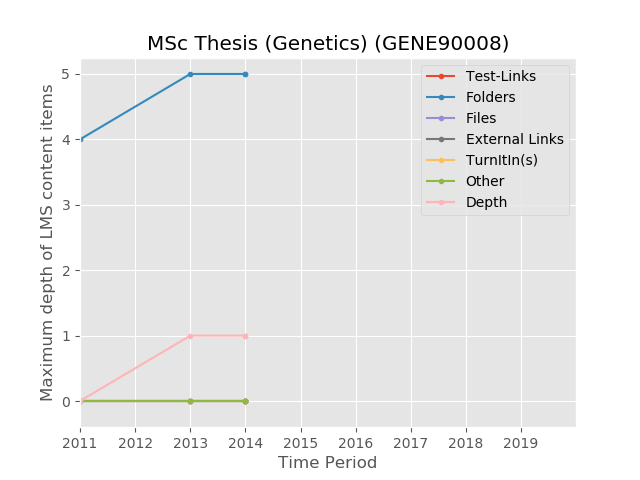 MSc Thesis (Genetics) (GENE90008)
Maximum depth of LMS content items
5
4
3
2
1
0
Test-Links
Folders
Files
External Links
TurnItIn(s)
Other
Depth
2011 2012 2013 2014 2015 2016 2017 2018 2019
Time Period